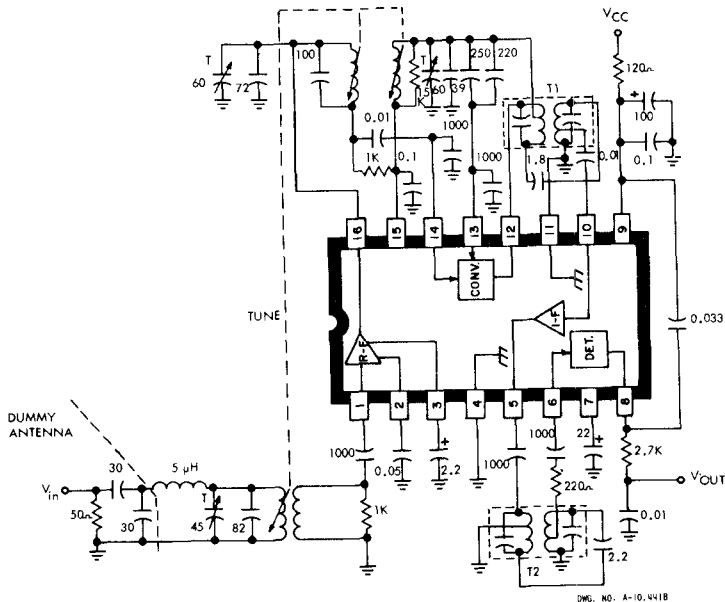 VCC
120Ω
T
60
72
100
T
.5
K
60
39
250
220
T1
+
100
0.01
1K
0.1
1000
1000
1.8
0.01
0.1
16
15
14
13
12
11
10
9
CONV.
TUNE
R-F
I-F
DET.
0.033
1
2
3
4
5
6
7
8
DUMMY
ANTENNA
1000
0.05
+
2.2
1000
1000
22
+
2.7K
VOUT
Vin
30
5 µH
50Ω
30
T
45
82
1K
220Ω
0.01
T2
2.2
DWG. NO. A-10,441B